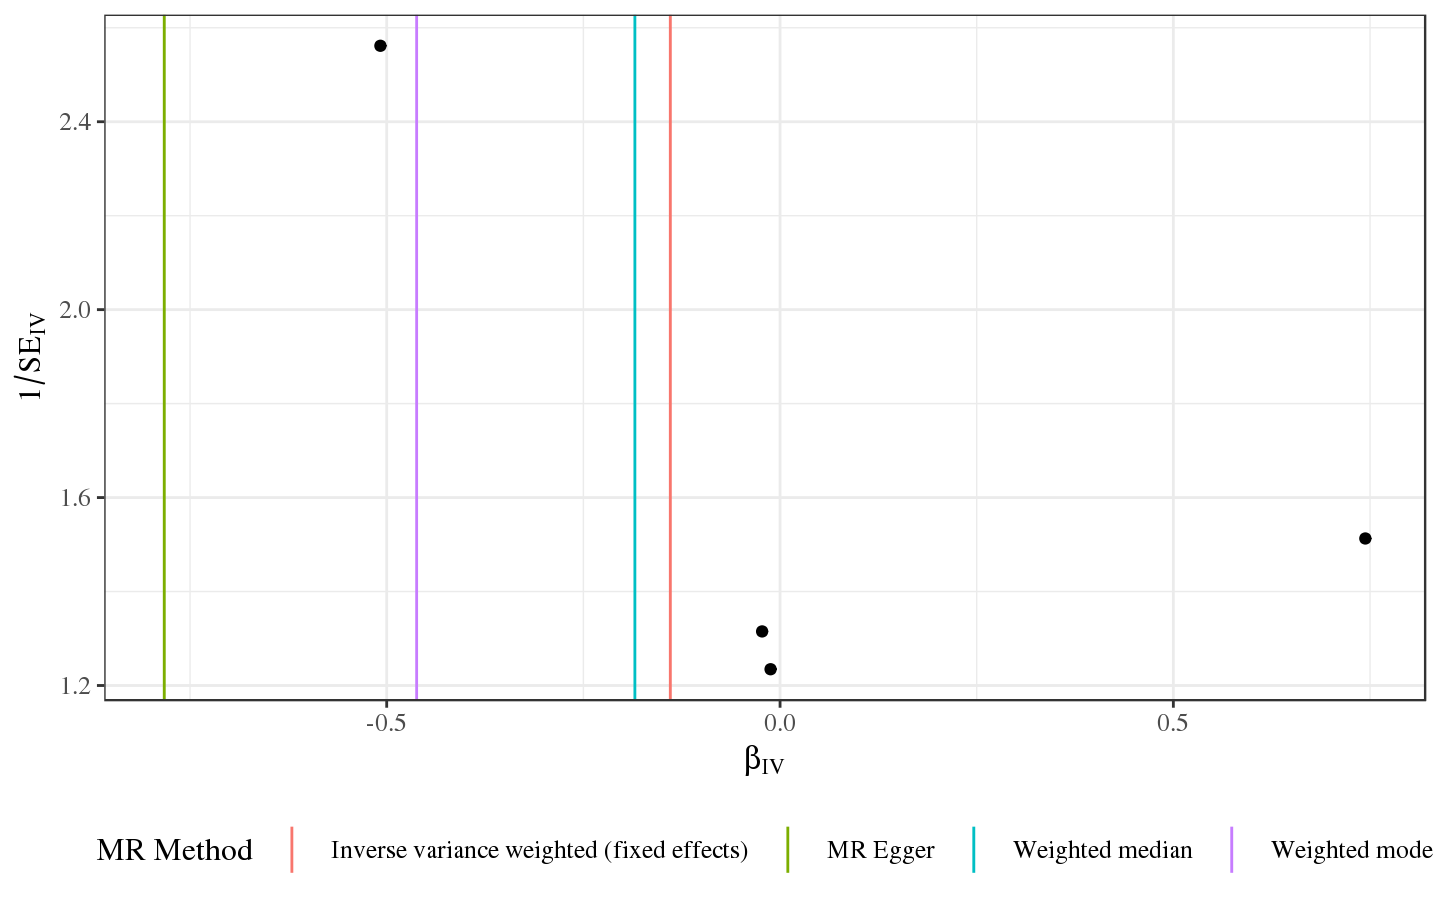 2.4
2.0
1.6
1.2
1/SE_IV
-0.5 0.0 0.5
β_IV
MR Method Inverse variance weighted (fixed effects) MR Egger Weighted median Weighted mode